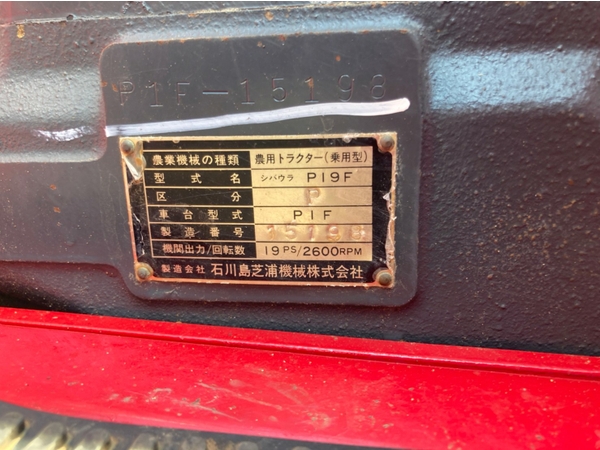 P1F-15198
農業機械の種類 農用トラクター(乗用型)
型式名 シバウラ P19F
区分 P
車台型式 P1F
製造番号 15198
機関出力/回転数 19PS/2600RPM
製造会社 石川島芝浦機械株式会社